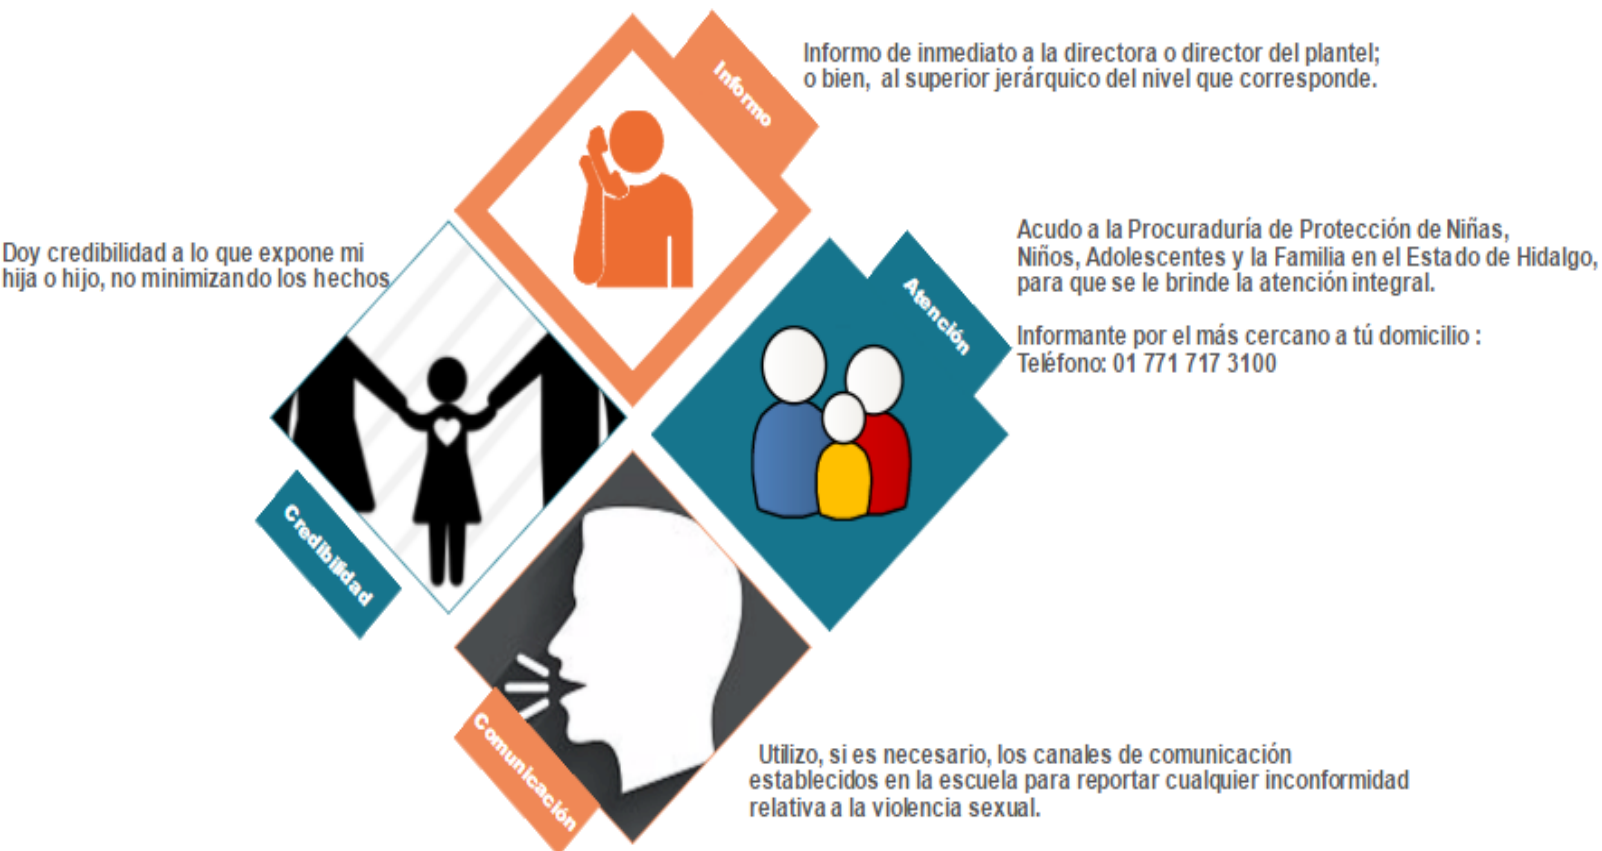 Informo
Informo de inmediato a la directora o director del plantel;
o bien, al superior jerárquico del nivel que corresponde.
Doy credibilidad a lo que expone mi
hija o hijo, no minimizando los hechos
Credibilidad
Atención
Acudo a la Procuraduría de Protección de Niñas,
Niños, Adolescentes y la Familia en el Estado de Hidalgo,
para que se le brinde la atención integral.
Informante por el más cercano a tú domicilio :
Teléfono: 01 771 717 3100
Comunicación
Utilizo, si es necesario, los canales de comunicación
establecidos en la escuela para reportar cualquier inconformidad
relativa a la violencia sexual.